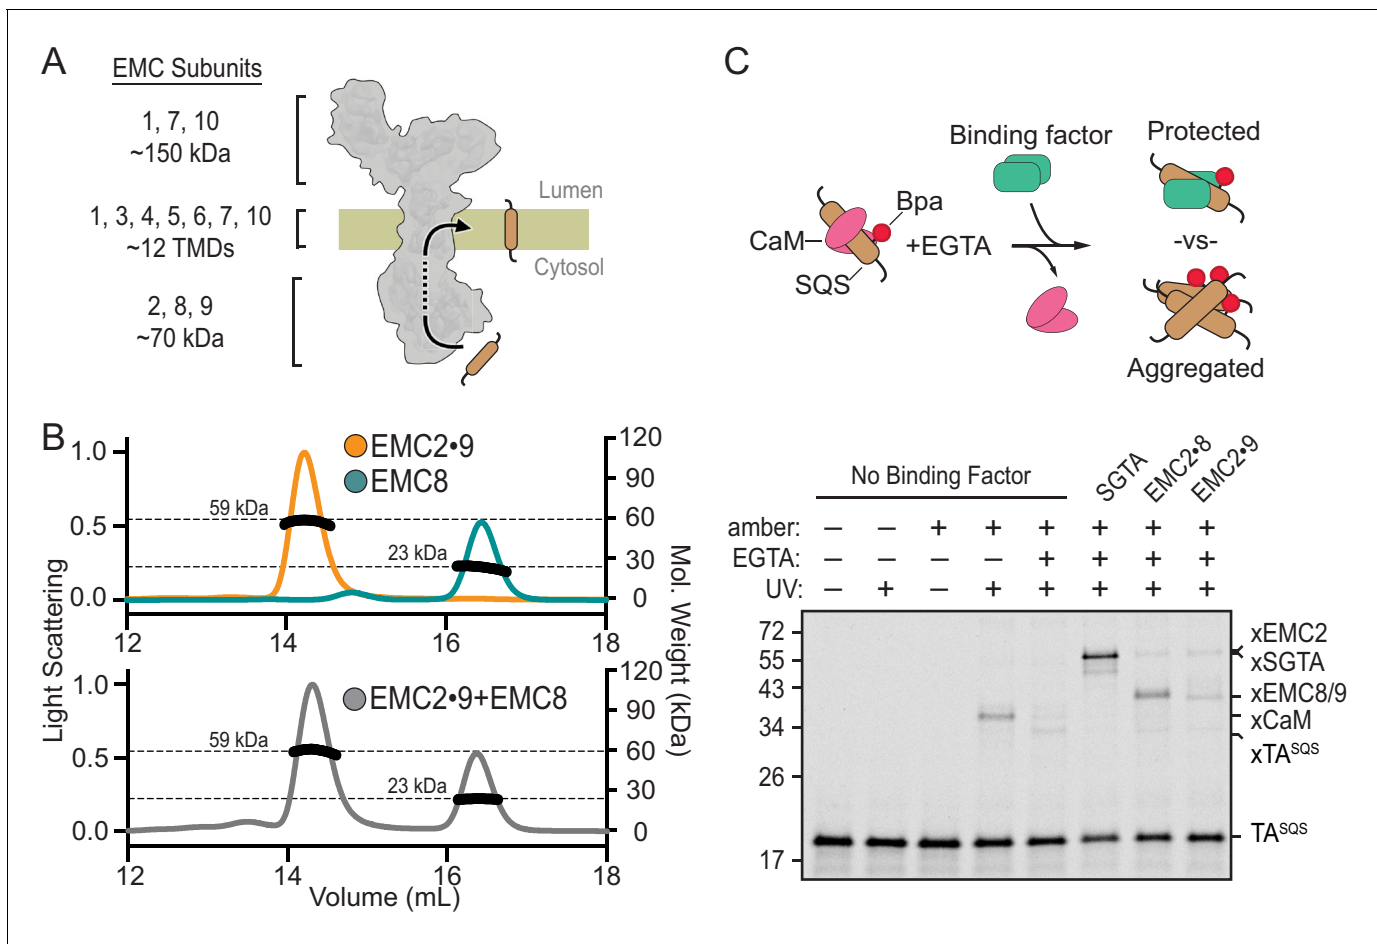 A
EMC Subunits
1, 7, 10
~150 kDa
1, 3, 4, 5, 6, 7, 10
~12 TMDs
2, 8, 9
~70 kDa
Lumen
Cytosol
B
EMC2•9
EMC8
59 kDa
23 kDa
1.0
0.5
0.0
120
90
60
30
0
12
14
16
18
EMC2•9+EMC8
59 kDa
23 kDa
1.0
0.5
0.0
120
90
60
30
0
12
14
16
18
Light Scattering
Mol. Weight (kDa)
Volume (mL)
C
Binding factor
Protected
Bpa
CaM
+EGTA
SQS
-vs-
Aggregated
No Binding Factor
SGTA
EMC2•8
EMC2•9
amber: – – + + + + + +
EGTA: – – – – + + + +
UV: – + – + + + + +
72
55
43
34
26
17
xEMC2
xSGTA
xEMC8/9
xCaM
xTA^SQS
TA^SQS